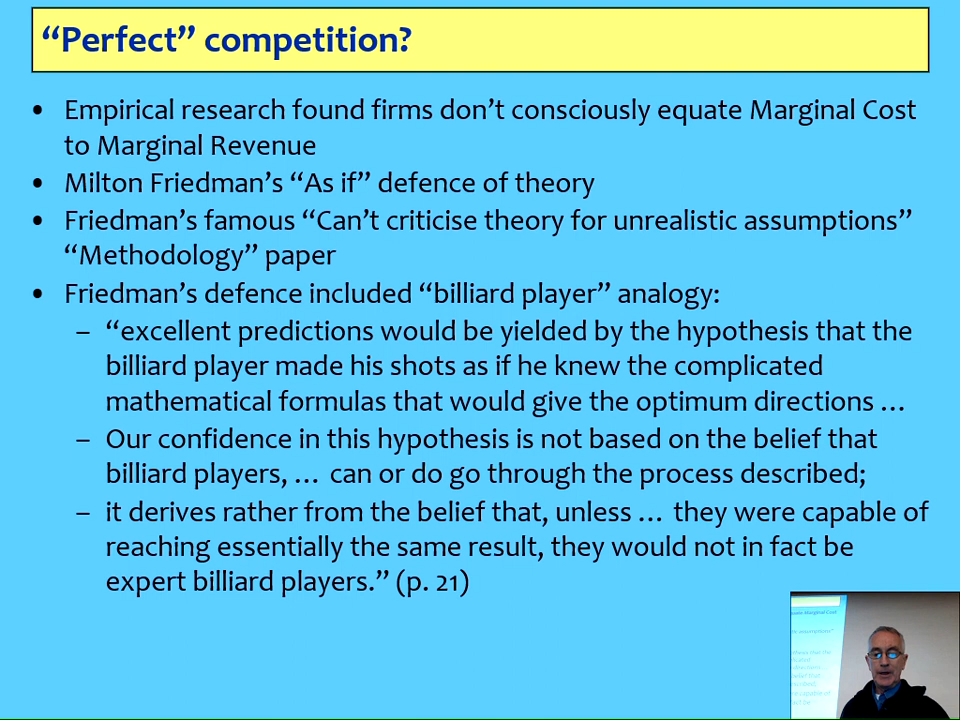 “Perfect” competition?
• Empirical research found firms don’t consciously equate Marginal Cost
to Marginal Revenue
• Milton Friedman’s “As if” defence of theory
• Friedman’s famous “Can’t criticise theory for unrealistic assumptions”
“Methodology” paper
• Friedman’s defence included “billiard player” analogy:
– “excellent predictions would be yielded by the hypothesis that the
billiard player made his shots as if he knew the complicated
mathematical formulas that would give the optimum directions …
– Our confidence in this hypothesis is not based on the belief that
billiard players, … can or do go through the process described;
– it derives rather from the belief that, unless … they were capable of
reaching essentially the same result, they would not in fact be
expert billiard players.” (p. 21)